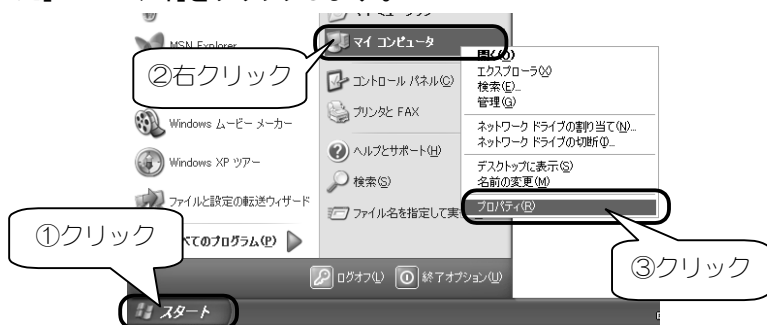 MSN Explorer
Windows ムービー メーカー
Windows XP ツアー
ファイルと設定の転送ウィザード
べてのプログラム(P)
マイ コンピュータ
コントロール パネル(C)
プリンタと FAX
ヘルプとサポート(H)
検索(S)
ファイル名を指定して実
ログオフ(L)
終了オプション(U)
スタート
開く(O)
エクスプローラ(X)
検索(E)...
管理(G)
ネットワーク ドライブの割り当て(N)...
ネットワーク ドライブの切断(I)...
デスクトップに表示(S)
名前の変更(M)
プロパティ(R)
①クリック
②右クリック
③クリック